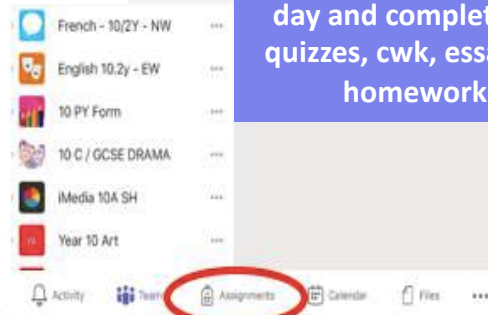 day and complet
quizzes, cwk, essa
homework
French - 10/2Y - NW
English 10.2y - EW
10 PY Form
10 C / GCSE DRAMA
iMedia 10A SH
Year 10 Art
Activity Team Assignments Calendar Files